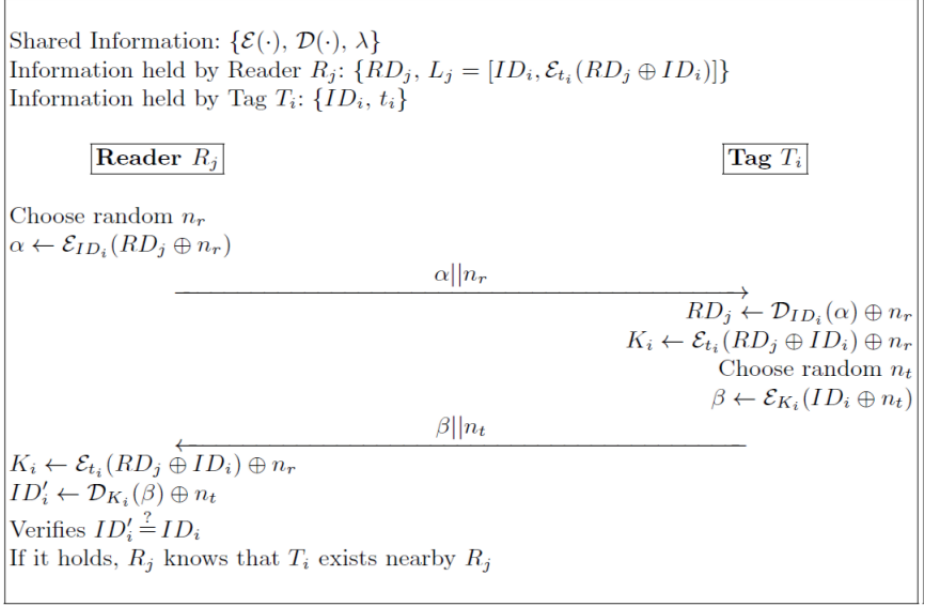 Shared Information: {ℰ(·), 𝒟(·), λ}
Information held by Reader R_j: {RD_j, L_j = [ID_i, ℰ_{t_i}(RD_j ⊕ ID_i)]}
Information held by Tag T_i: {ID_i, t_i}
Reader R_j
Tag T_i
Choose random n_r
α ← ℰ_{ID_i}(RD_j ⊕ n_r)
α||n_r
RD_j ← 𝒟_{ID_i}(α) ⊕ n_r
K_i ← ℰ_{t_i}(RD_j ⊕ ID_i) ⊕ n_r
Choose random n_t
β ← ℰ_{K_i}(ID_i ⊕ n_t)
β||n_t
K_i ← ℰ_{t_i}(RD_j ⊕ ID_i) ⊕ n_r
ID′_i ← 𝒟_{K_i}(β) ⊕ n_t
Verifies ID′_i ≟ ID_i
If it holds, R_j knows that T_i exists nearby R_j